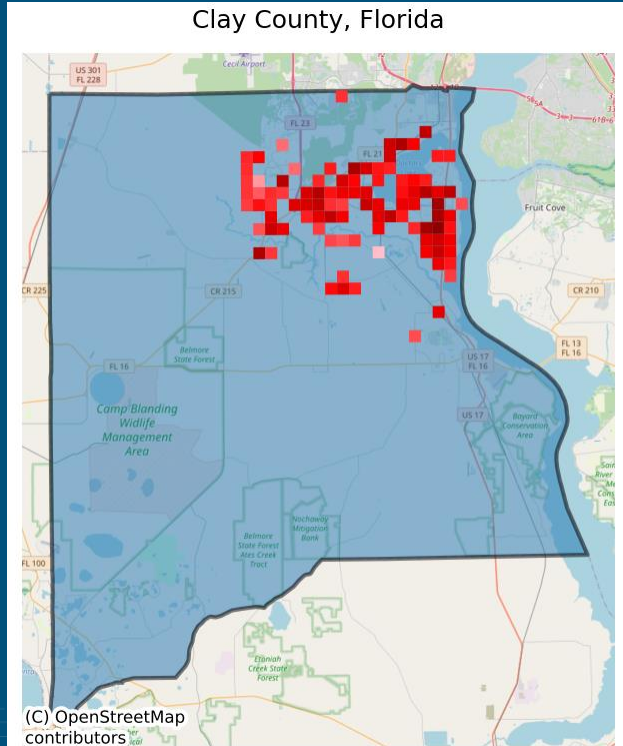 Clay County, Florida
Cecil Airport
US 301
FL 228
FL 23
FL 21
Fruit Cove
CR 225
CR 215
CR 210
FL 13
FL 16
Belmore
State Forest
US 17
FL 16
FL 16
Camp Blanding
Widlife
Management
Area
US 17
Bayard
Conservation
Area
Nochaway
Mitigation
Bank
Belmore
State Forest
Ates Creek
Tract
FL 100
Etoniah
Creek State
Forest
(C) OpenStreetMap
contributors